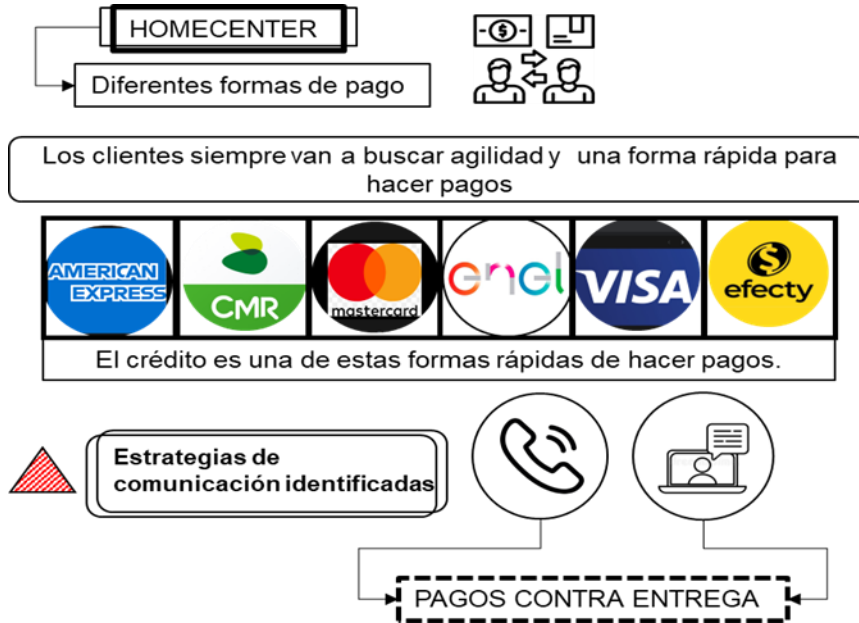 HOMECENTER
Diferentes formas de pago
Los clientes siempre van a buscar agilidad y una forma rápida para
hacer pagos
AMERICAN
EXPRESS
CMR
mastercard
enel
VISA
efecty
El crédito es una de estas formas rápidas de hacer pagos.
Estrategias de
comunicación identificadas
PAGOS CONTRA ENTREGA